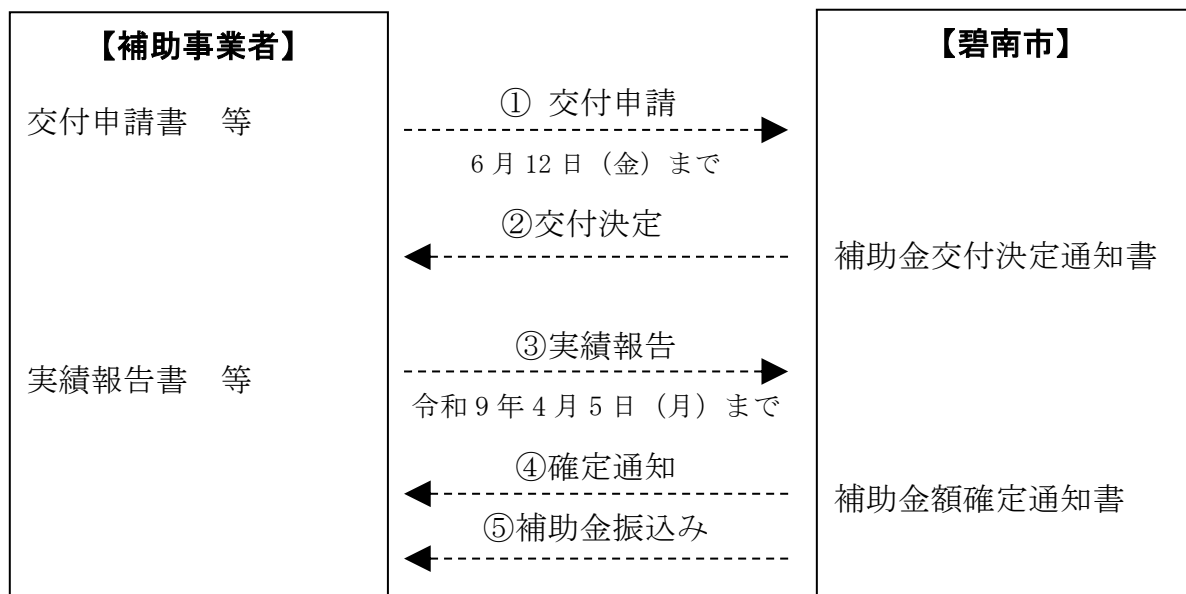 【補助事業者】
【碧南市】
① 交付申請
交付申請書　等
6月12日（金）まで
②交付決定
補助金交付決定通知書
③実績報告
実績報告書　等
令和9年4月5日（月）まで
④確定通知
補助金額確定通知書
⑤補助金振込み